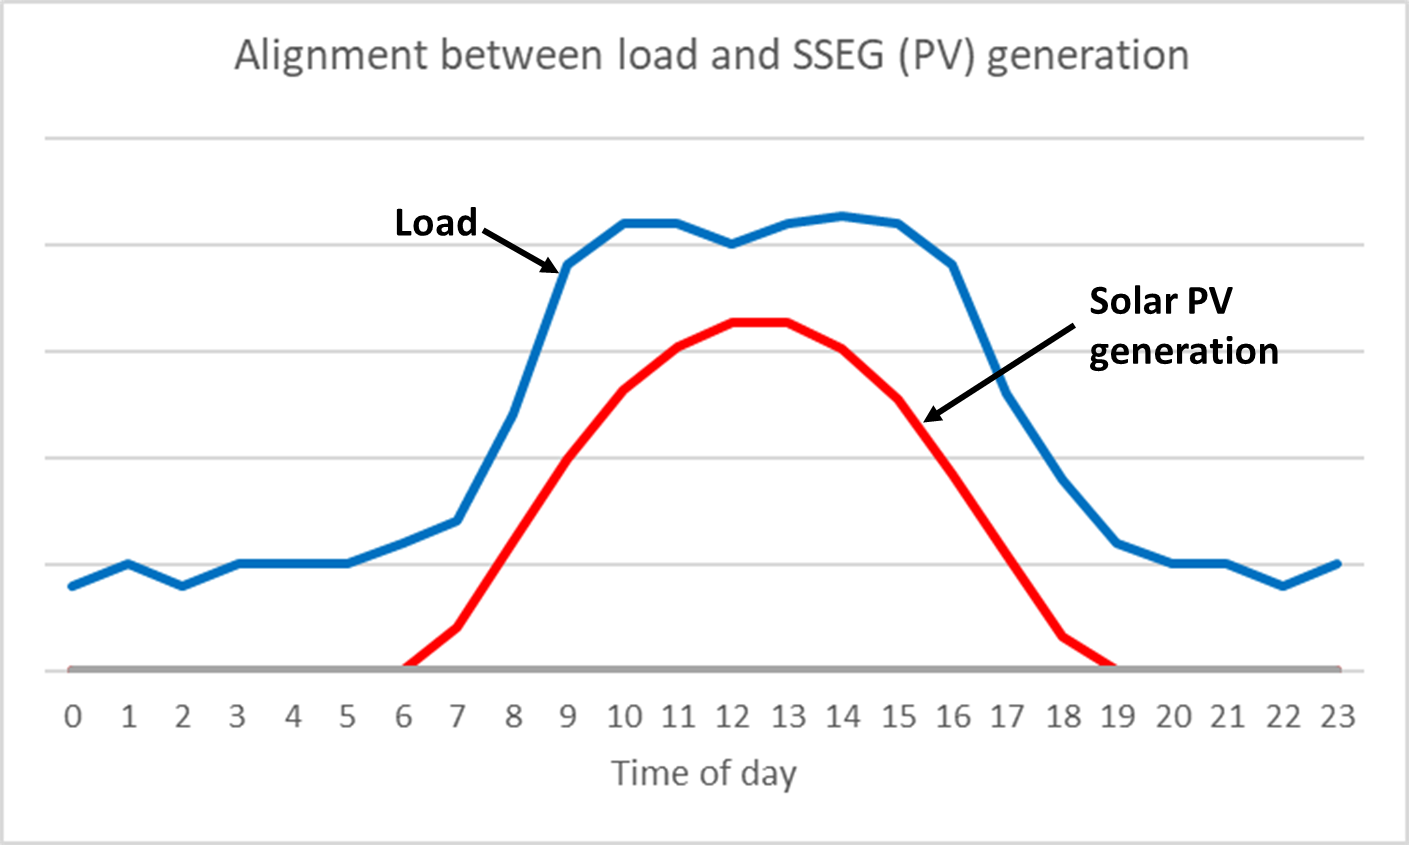 Alignment between load and SSEG (PV) generation
Load
Solar PV
generation
0 1 2 3 4 5 6 7 8 9 10 11 12 13 14 15 16 17 18 19 20 21 22 23
Time of day